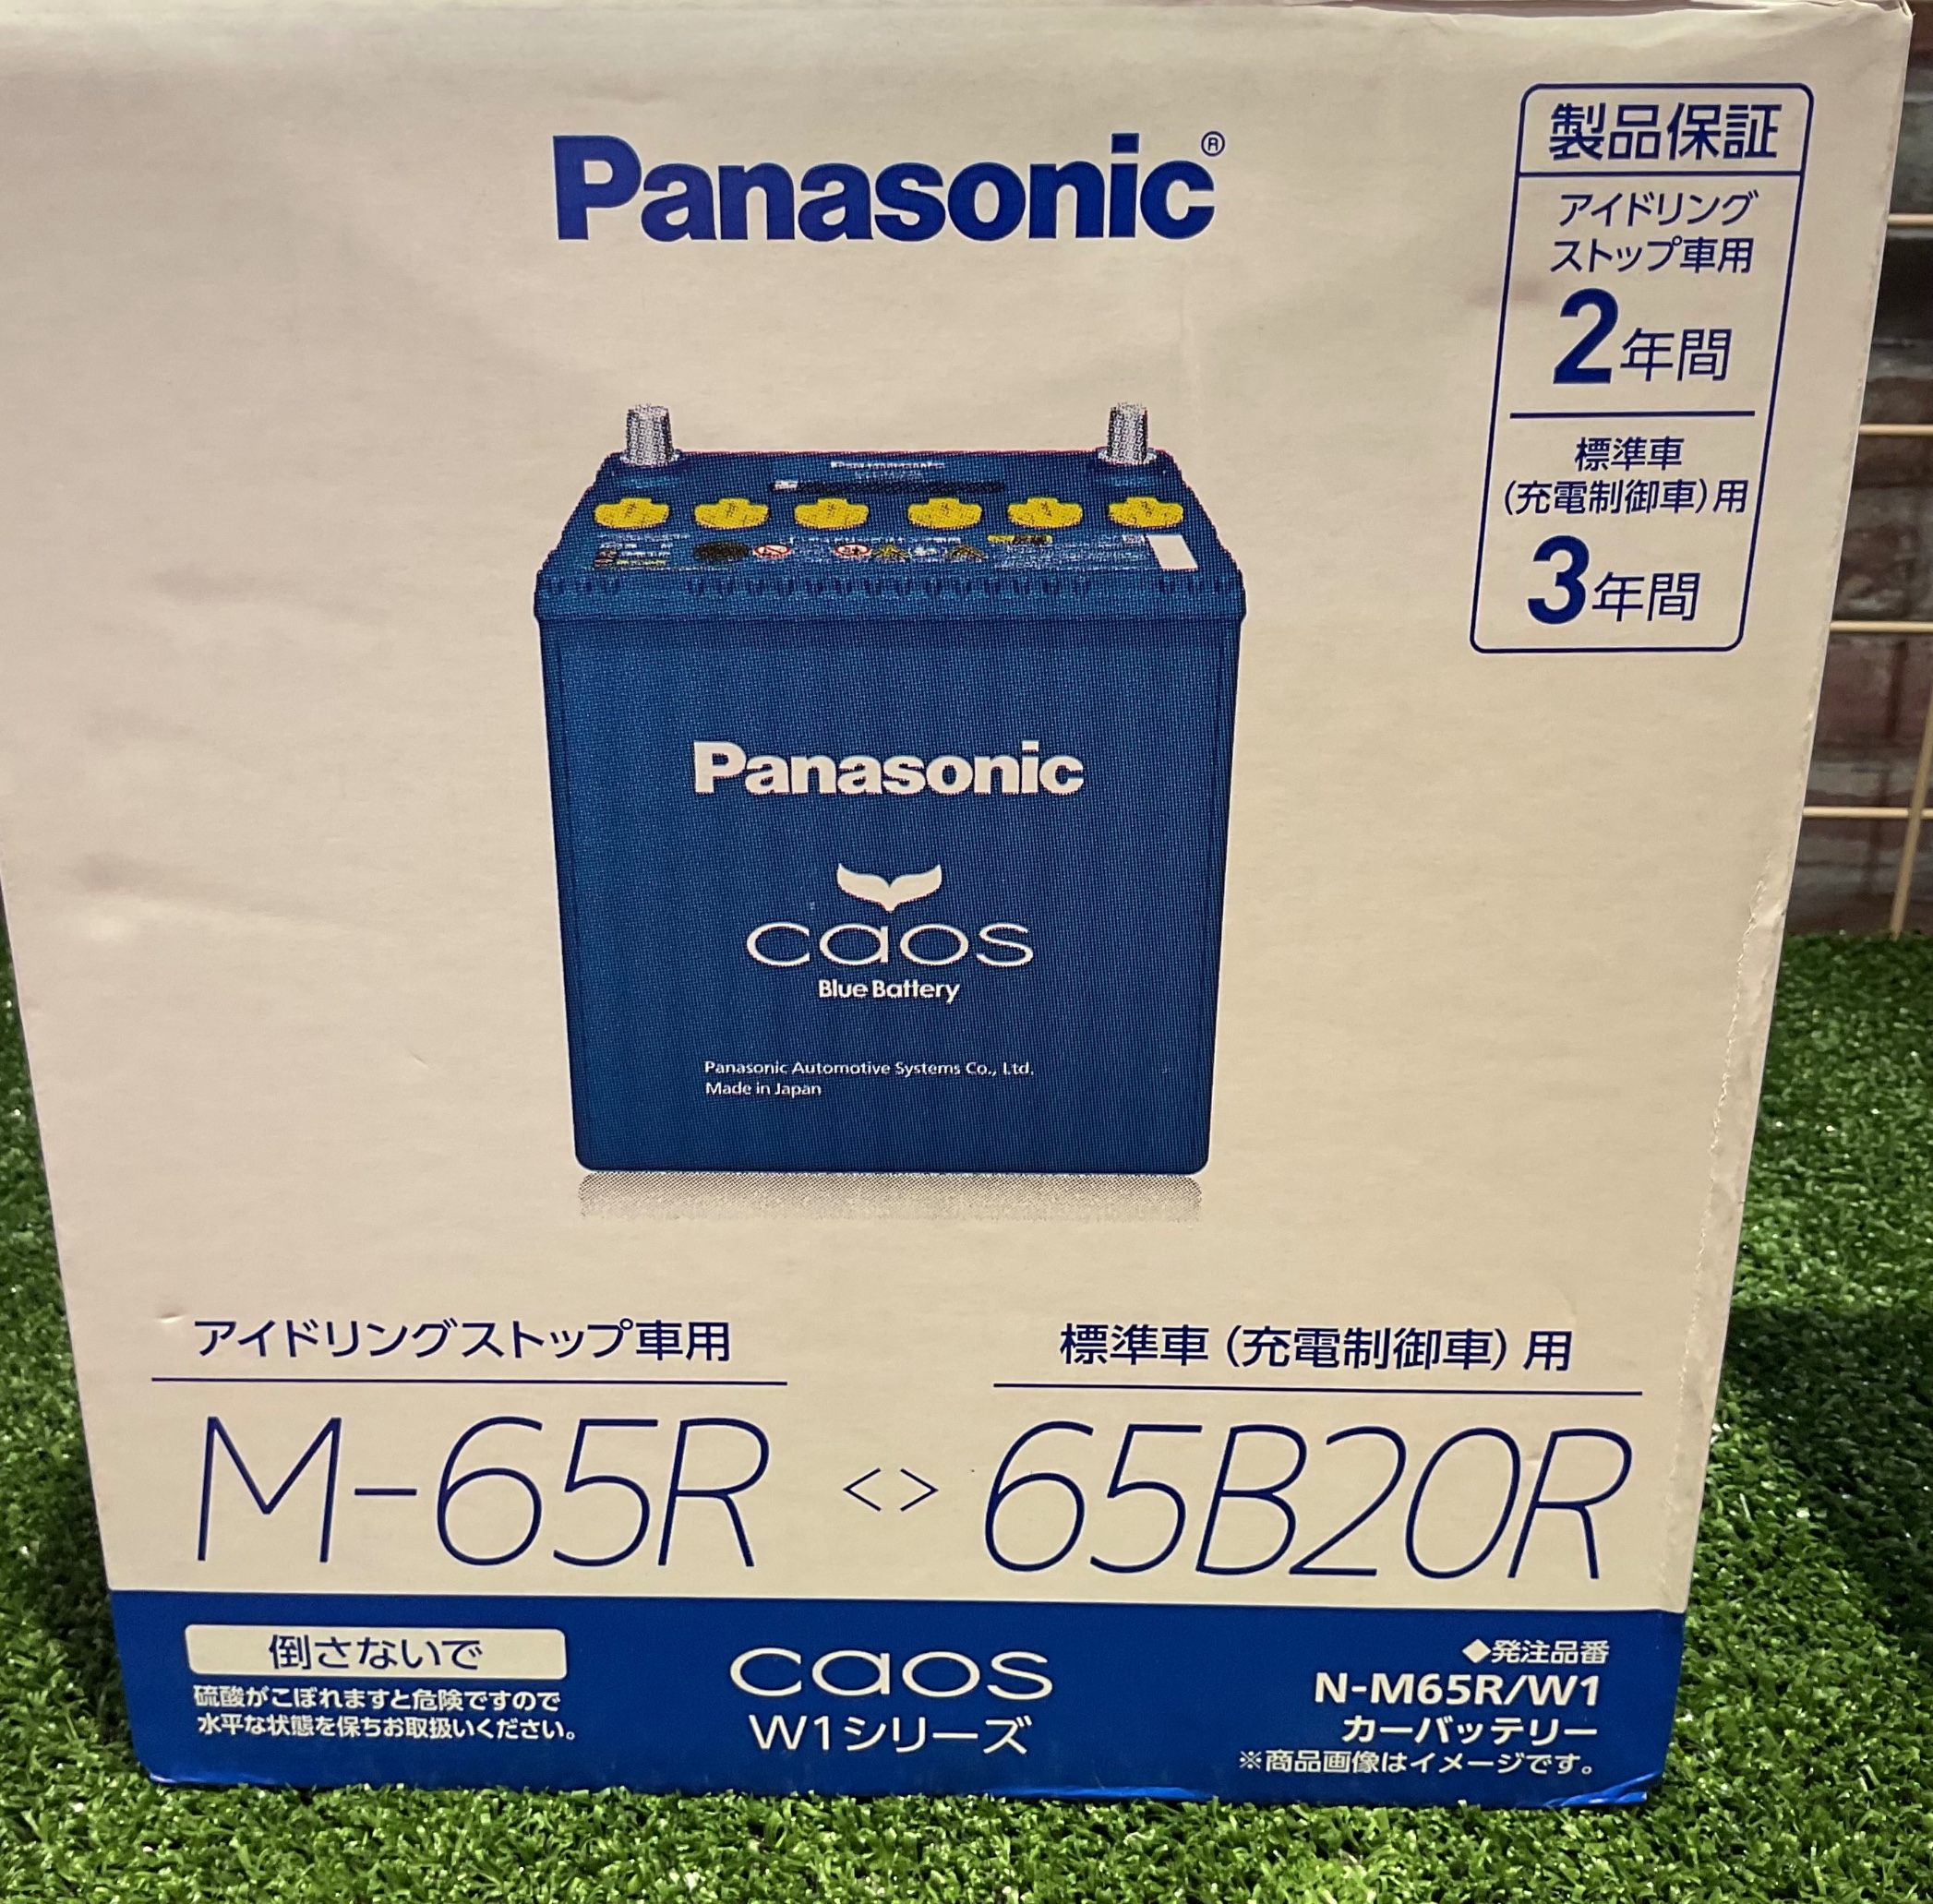 Panasonic®
製品保証
アイドリング
ストップ車用
2年間
標準車
(充電制御車)用
3年間
Panasonic
Panasonic
caos
Blue Battery
Panasonic Automotive Systems Co., Ltd.
Made in Japan
アイドリングストップ車用
標準車(充電制御車)用
M-65R <> 65B20R
倒さないで
硫酸がこぼれますと危険ですので
水平な状態を保ちお取扱いください。
caos
W1シリーズ
◆発注品番
N-M65R/W1
カーバッテリー
※商品画像はイメージです。